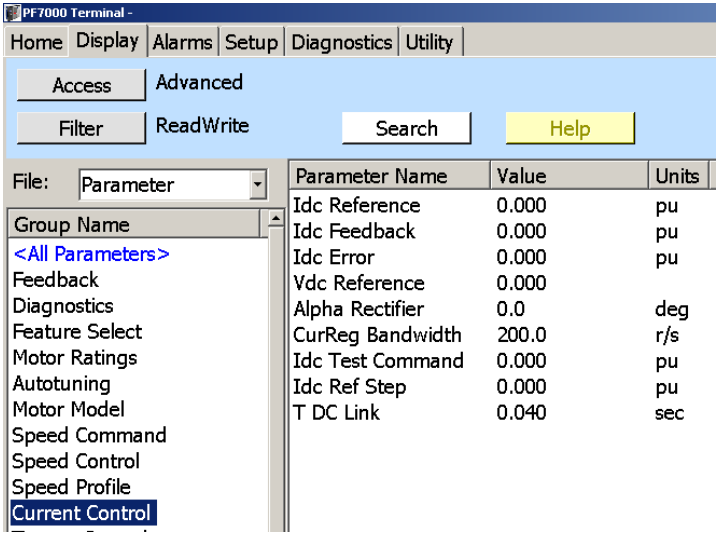 PF7000 Terminal -
Home Display Alarms Setup Diagnostics Utility
Access Advanced
Filter ReadWrite Search Help
File: Parameter
Group Name
<All Parameters>
Feedback
Diagnostics
Feature Select
Motor Ratings
Autotuning
Motor Model
Speed Command
Speed Control
Speed Profile
Current Control
Parameter Name Value Units
Idc Reference 0.000 pu
Idc Feedback 0.000 pu
Idc Error 0.000 pu
Vdc Reference 0.000
Alpha Rectifier 0.0 deg
CurReg Bandwidth 200.0 r/s
Idc Test Command 0.000 pu
Idc Ref Step 0.000 pu
T DC Link 0.040 sec